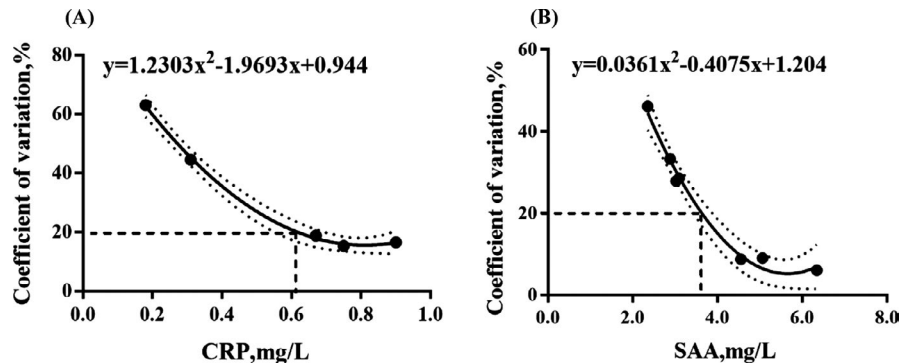 (A)
y=1.2303x²-1.9693x+0.944
Coefficient of variation,%
80
60
40
20
0
0.0 0.2 0.4 0.6 0.8 1.0
CRP,mg/L
(B)
y=0.0361x²-0.4075x+1.204
Coefficient of variation,%
60
40
20
0
0.0 2.0 4.0 6.0 8.0
SAA,mg/L